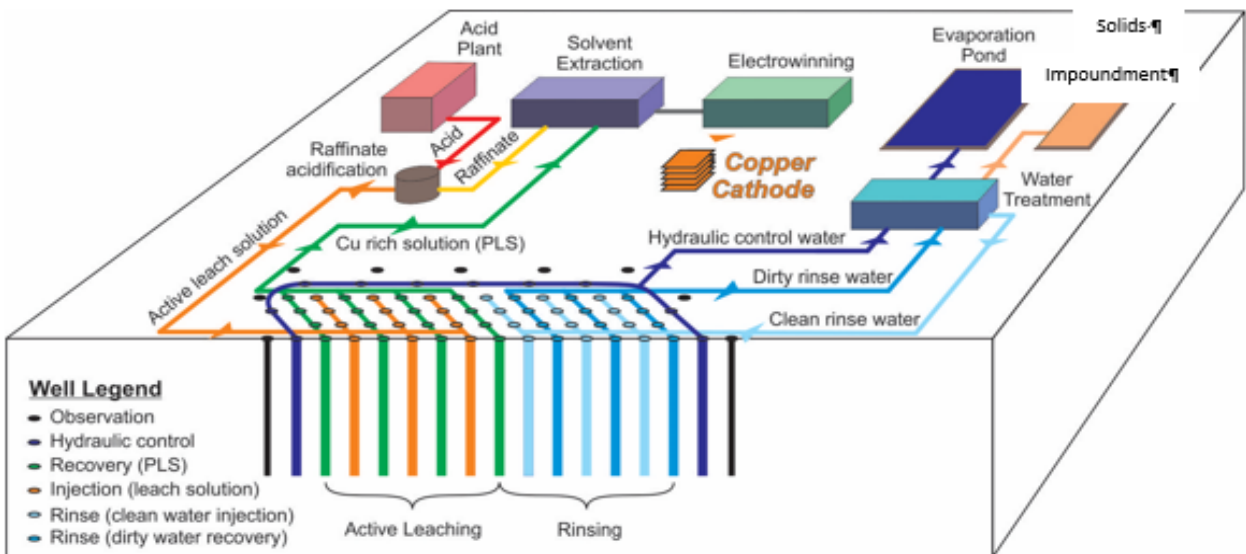 Acid
Plant
Solvent
Extraction
Electrowinning
Evaporation
Pond
Solids·¶
Impoundment¶
Raffinate
acidification
Acid
Raffinate
Copper
Cathode
Water
Treatment
Active leach solution
Cu rich solution (PLS)
Hydraulic control water
Dirty rinse water
Clean rinse water
Well Legend
Observation
Hydraulic control
Recovery (PLS)
Injection (leach solution)
Rinse (clean water injection)
Rinse (dirty water recovery)
Active Leaching
Rinsing